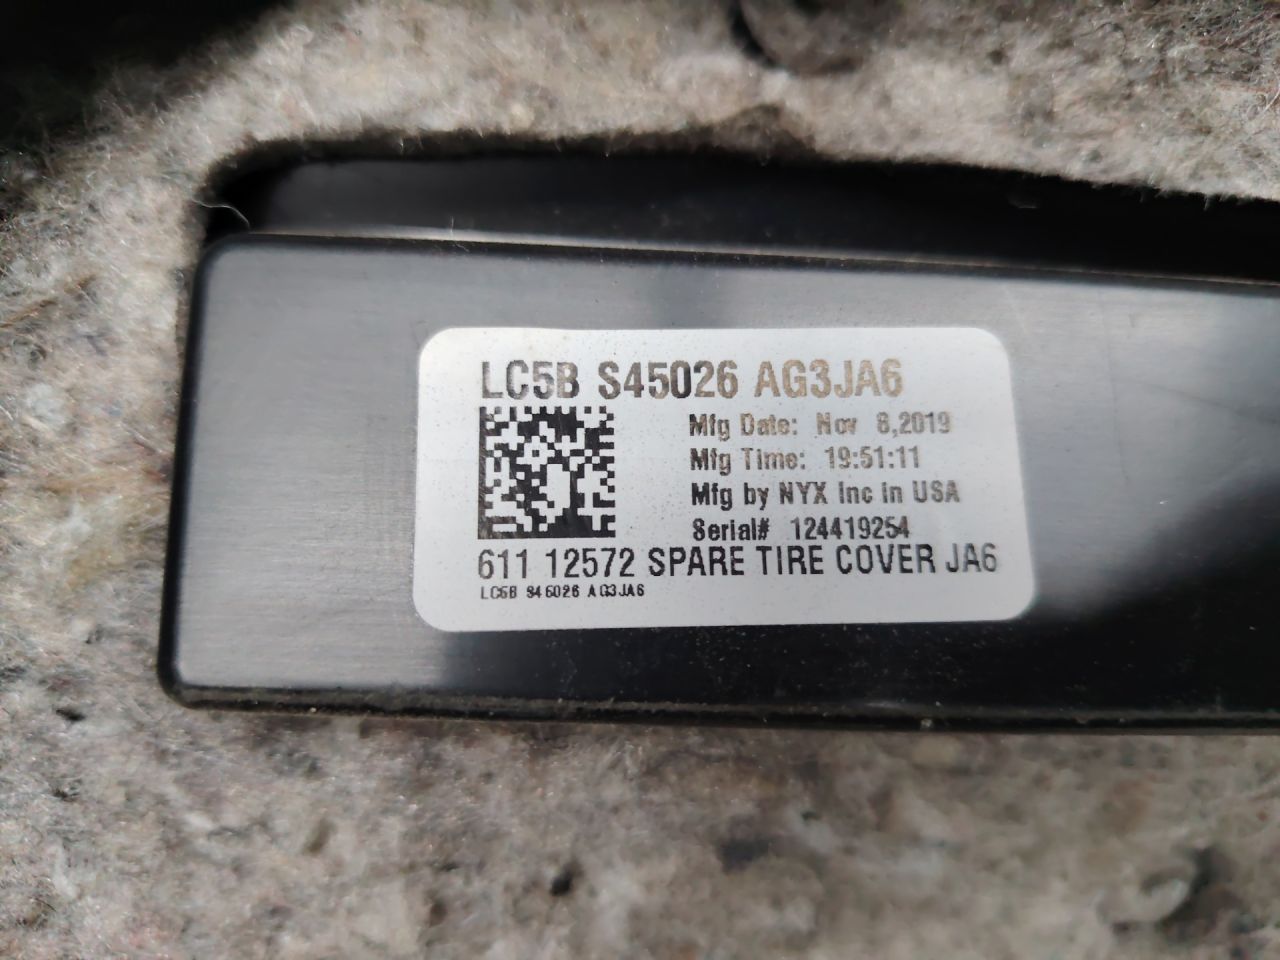 LC5B S45026 AG3JA6
Mfg Date: Nov 8,2019
Mfg Time: 19:51:11
Mfg by NYX Inc in USA
Serial# 124419254
611 12572 SPARE TIRE COVER JA6
LC5B S45026 AG3JA6